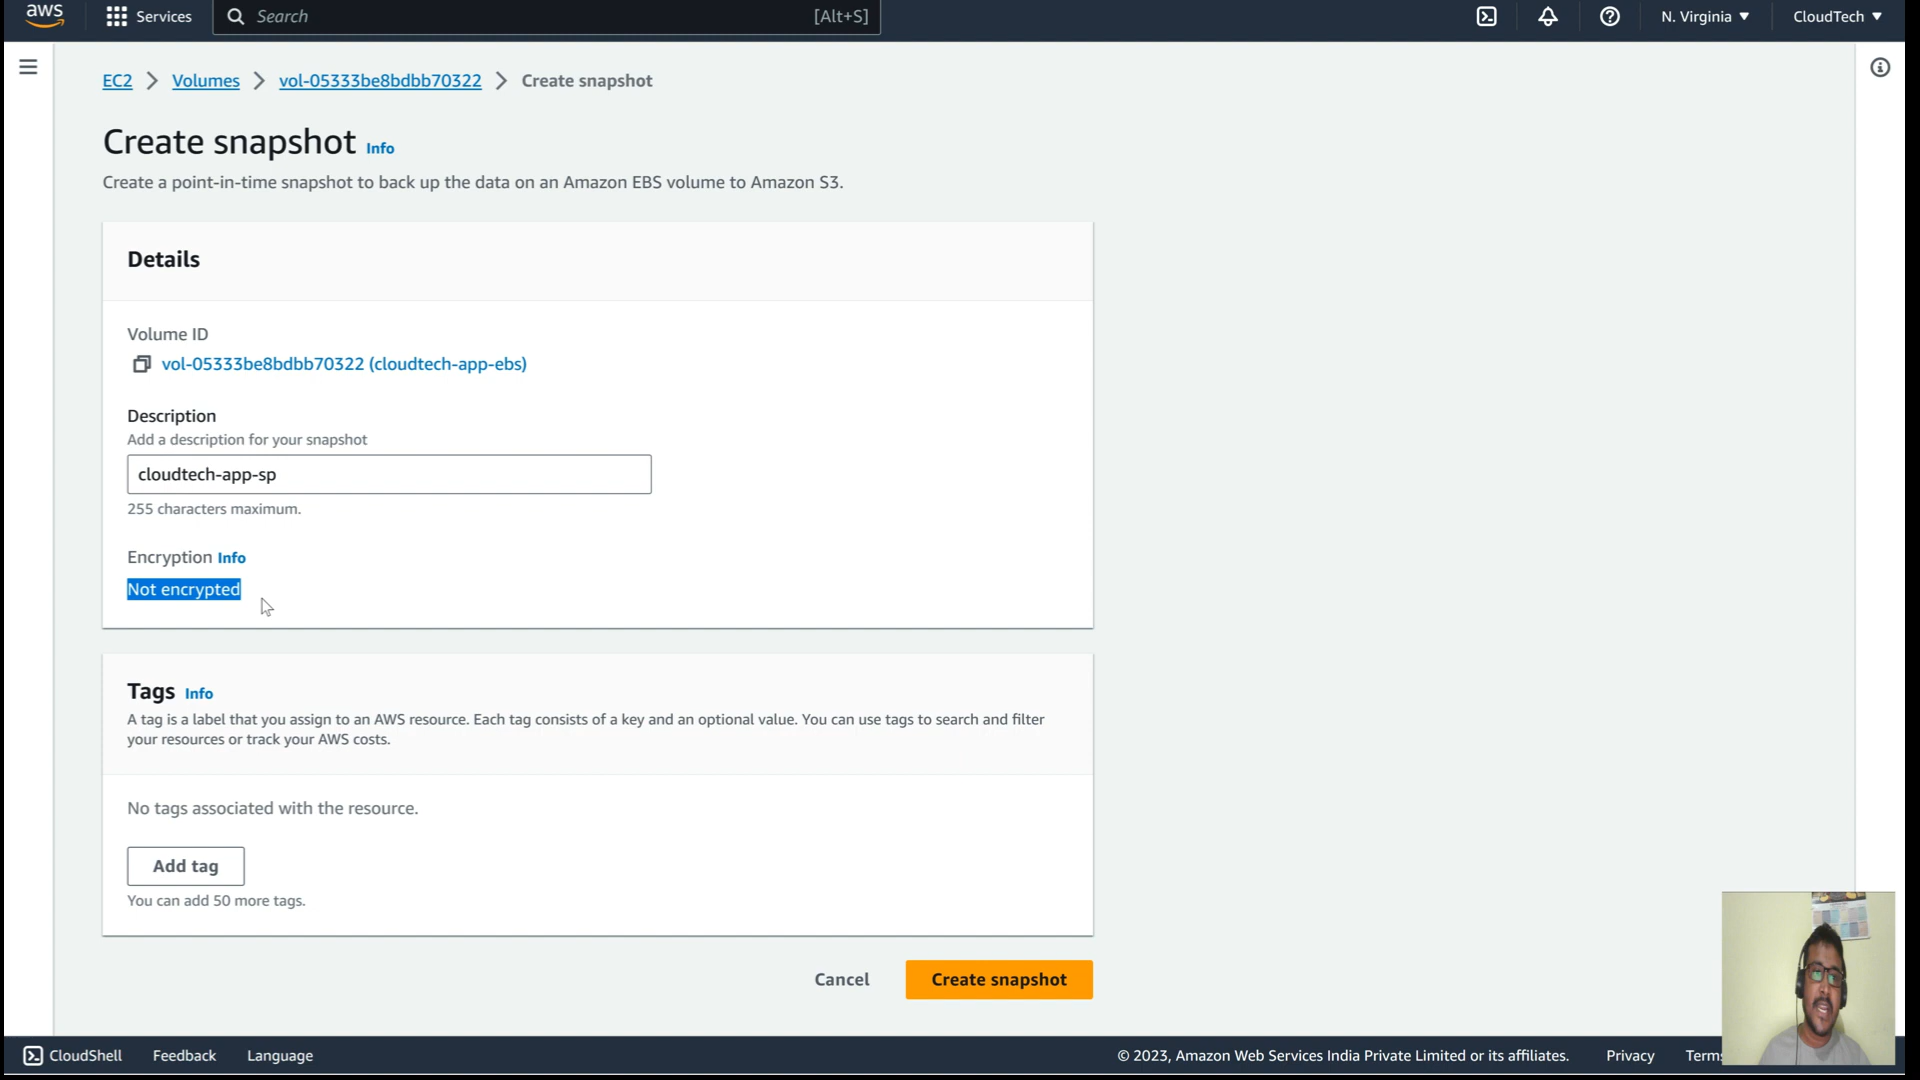 aws
Services
Search
[Alt+S]
N. Virginia
CloudTech
EC2 Volumes vol-05333be8bdbb70322 Create snapshot
Create snapshot Info
Create a point-in-time snapshot to back up the data on an Amazon EBS volume to Amazon S3.
Details
Volume ID
vol-05333be8bdbb70322 (cloudtech-app-ebs)
Description
Add a description for your snapshot
cloudtech-app-sp
255 characters maximum.
Encryption Info
Not encrypted
Tags Info
A tag is a label that you assign to an AWS resource. Each tag consists of a key and an optional value. You can use tags to search and filter
your resources or track your AWS costs.
No tags associated with the resource.
Add tag
You can add 50 more tags.
Cancel
Create snapshot
CloudShell
Feedback
Language
© 2023, Amazon Web Services India Private Limited or its affiliates.
Privacy
Terms